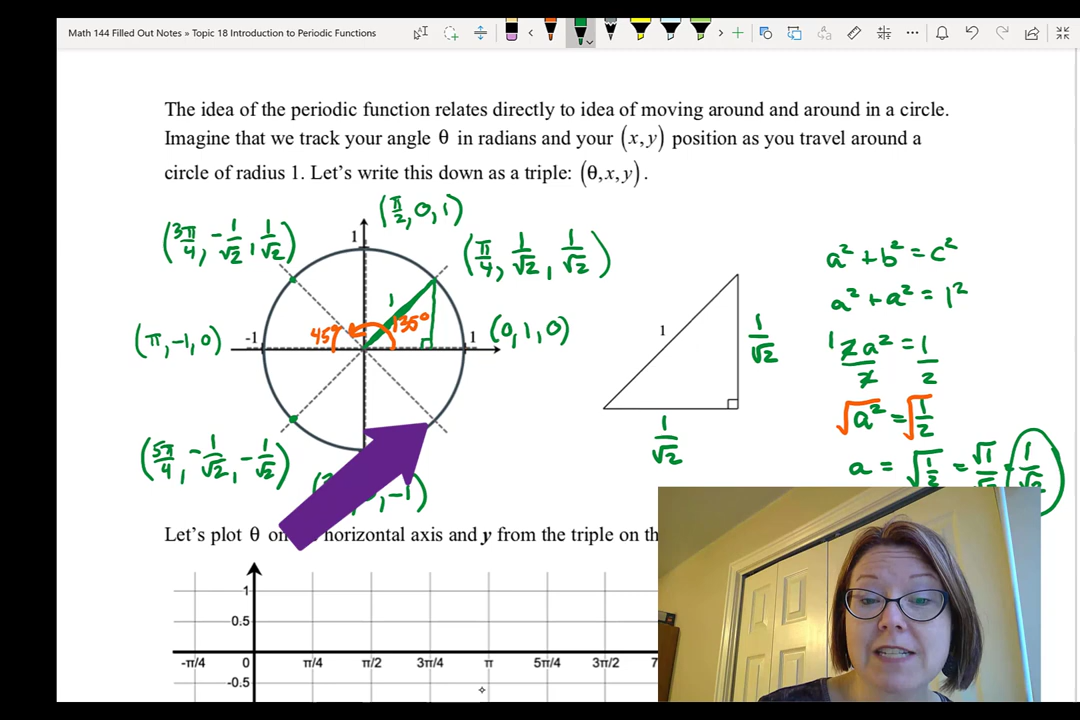 Math 144 Filled Out Notes » Topic 18 Introduction to Periodic Functions
The idea of the periodic function relates directly to idea of moving around and around in a circle.
Imagine that we track your angle θ in radians and your (x,y) position as you travel around a
circle of radius 1. Let's write this down as a triple: (θ,x,y).
(π/2, 0, 1)
(3π/4, -1/√2, 1/√2)
1
(π/4, 1/√2, 1/√2)
1
45°
135°
(π, -1, 0)
-1
1
(0, 1, 0)
(5π/4, -1/√2, -1/√2)
, -1)
1
1/√2
1/√2
a² + b² = c²
a² + a² = 1²
1 2a²/2 = 1/2
√a² = √1/2
a = √1/2 = √1/√2 = 1/√2
Let's plot θ on horizontal axis and y from the triple on th
1
0.5
-π/4 0 π/4 π/2 3π/4 π 5π/4 3π/2 7
-0.5